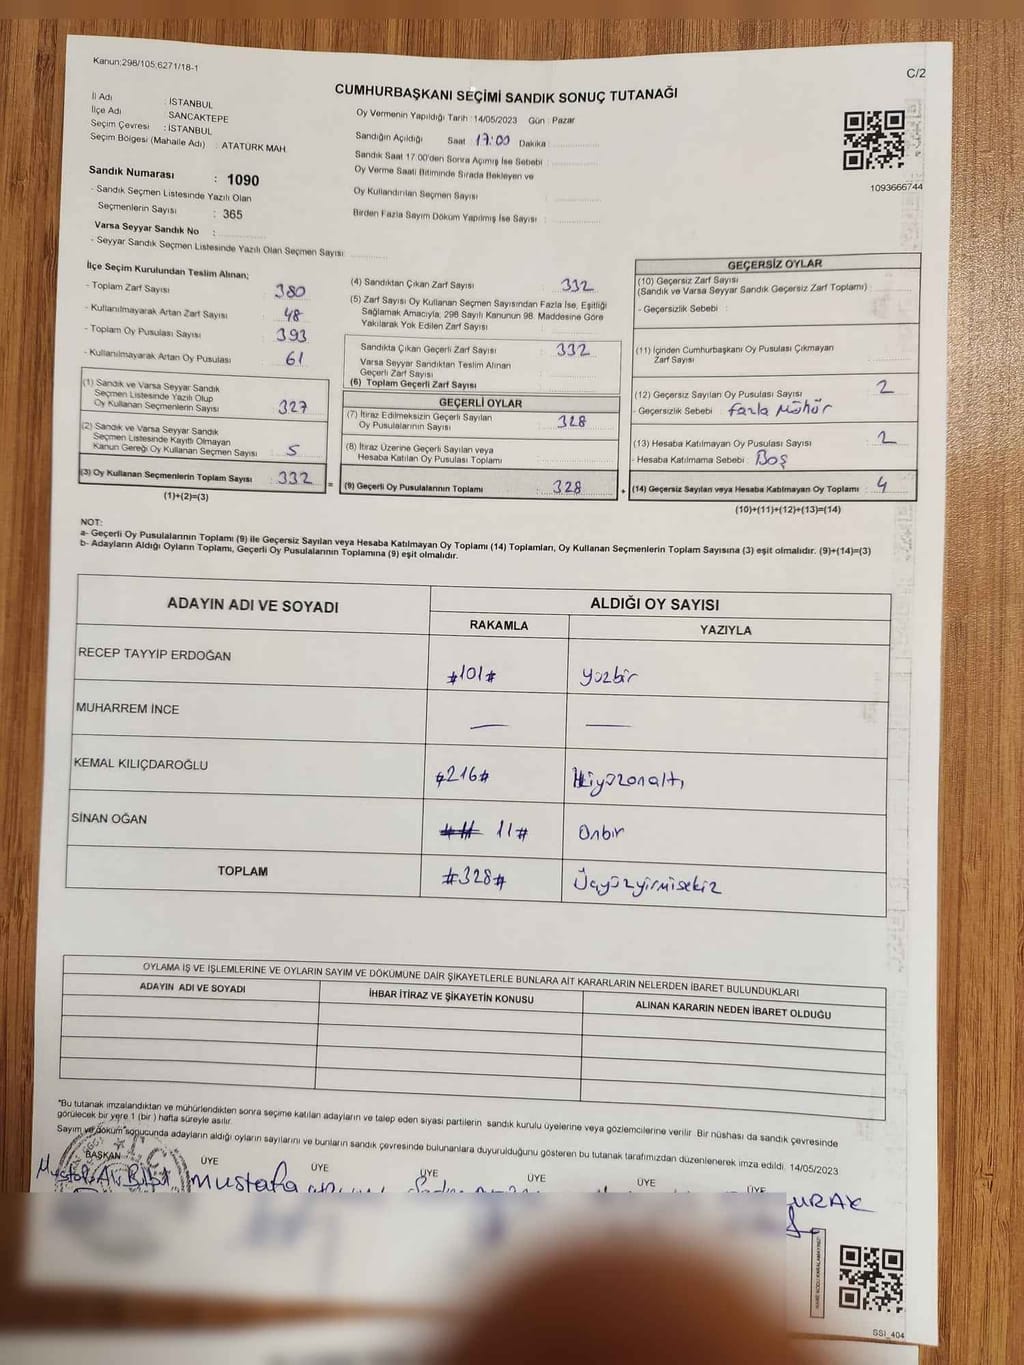 Kanun:298/105;6271/18-1
C/2
CUMHURBAŞKANI SEÇİMİ SANDIK SONUÇ TUTANAĞI
İl Adı : İSTANBUL
İlçe Adı : SANCAKTEPE
Seçim Çevresi : İSTANBUL
Seçim Bölgesi (Mahalle Adı) : ATATÜRK MAH.
Sandık Numarası : 1090
- Sandık Seçmen Listesinde Yazılı Olan
Seçmenlerin Sayısı : 365
Varsa Seyyar Sandık No :
- Seyyar Sandık Seçmen Listesinde Yazılı Olan Seçmen Sayısı
Oy Vermenin Yapıldığı Tarih : 14/05/2023 Gün : Pazar
Sandığın Açıldığı Saat : 17:00 Dakika :
Sandık Saat 17.00'den Sonra Açımış İse Sebebi :
Oy Verme Saati Bitiminde Sırada Bekleyen ve
Oy Kullandırılan Seçmen Sayısı :
Birden Fazla Sayım Döküm Yapılmış İse Sayısı :
1093666744
İlçe Seçim Kurulundan Teslim Alınan;
- Toplam Zarf Sayısı : 380
- Kullanılmayarak Artan Zarf Sayısı : 48
- Toplam Oy Pusulası Sayısı : 393
- Kullanılmayarak Artan Oy Pusulası : 61
(1) Sandık ve Varsa Seyyar Sandık
Seçmen Listesinde Yazılı Olup
Oy Kullanan Seçmenlerin Sayısı : 327
(2) Sandık ve Varsa Seyyar Sandık
Seçmen Listesinde Kayıtlı Olmayan
Kanun Gereği Oy Kullanan Seçmen Sayısı : 5
(3) Oy Kullanan Seçmenlerin Toplam Sayısı : 332
(1)+(2)=(3)
(4) Sandıktan Çıkan Zarf Sayısı : 332
(5) Zarf Sayısı Oy Kullanan Seçmen Sayısından Fazla İse, Eşitliği
Sağlamak Amacıyla, 298 Sayılı Kanunun 98. Maddesine Göre
Yakılarak Yok Edilen Zarf Sayısı :
Sandıkta Çıkan Geçerli Zarf Sayısı : 332
Varsa Seyyar Sandıktan Teslim Alınan
Geçerli Zarf Sayısı :
(6) Toplam Geçerli Zarf Sayısı :
GEÇERLİ OYLAR
(7) İtiraz Edilmeksizin Geçerli Sayılan
Oy Pusulalarının Sayısı : 328
(8) İtiraz Üzerine Geçerli Sayılan veya
Hesaba Katılan Oy Pusulası Toplamı :
= (9) Geçerli Oy Pusulalarının Toplamı : 328
GEÇERSİZ OYLAR
(10) Geçersiz Zarf Sayısı
(Sandık ve Varsa Seyyar Sandık Geçersiz Zarf Toplamı) :
- Geçersizlik Sebebi :
(11) İçinden Cumhurbaşkanı Oy Pusulası Çıkmayan
Zarf Sayısı
(12) Geçersiz Sayılan Oy Pusulası Sayısı : 2
- Geçersizlik Sebebi : Fazla Mühür
(13) Hesaba Katılmayan Oy Pusulası Sayısı : 2
- Hesaba Katılmama Sebebi : Boş
+ (14) Geçersiz Sayılan veya Hesaba Katılmayan Oy Toplamı : 4
(10)+(11)+(12)+(13)=(14)
NOT:
a- Geçerli Oy Pusulalarının Toplamı (9) ile Geçersiz Sayılan veya Hesaba Katılmayan Oy Toplamı (14) Toplamları, Oy Kullanan Seçmenlerin Toplam Sayısına (3) eşit olmalıdır. (9)+(14)=(3)
b- Adayların Aldığı Oyların Toplamı, Geçerli Oy Pusulalarının Toplamına (9) eşit olmalıdır.
ADAYIN ADI VE SOYADI
ALDIĞI OY SAYISI
RAKAMLA
YAZIYLA
RECEP TAYYİP ERDOĞAN #101# yüzbir
MUHARREM İNCE — —
KEMAL KILIÇDAROĞLU #216# İkiyüzonaltı
SİNAN OĞAN 11# Onbir
TOPLAM #328# Üçyüzyirmisekiz
OYLAMA İŞ VE İŞLEMLERİNE VE OYLARIN SAYIM VE DÖKÜMÜNE DAİR ŞİKAYETLERLE BUNLARA AİT KARARLARIN NELERDEN İBARET BULUNDUKLARI
ADAYIN ADI VE SOYADI
İHBAR İTİRAZ VE ŞİKAYETİN KONUSU
ALINAN KARARIN NEDEN İBARET OLDUĞU
*Bu tutanak imzalandıktan ve mühürlendikten sonra seçime katılan adayların ve talep eden siyasi partilerin sandık kurulu üyelerine veya gözlemcilerine verilir. Bir nüshası da sandık çevresinde
görülecek bir yere 1 (bir ) hafta süreyle asılır.
Sayım ve döküm sonucunda adayların aldığı oyların sayılarını ve bunların sandık çevresinde bulunanlara duyurulduğunu gösteren bu tutanak tarafımızdan düzenlenerek imza edildi. 14/05/2023
BAŞKAN ÜYE ÜYE ÜYE ÜYE ÜYE ÜYE
Mustafa
SSI_404